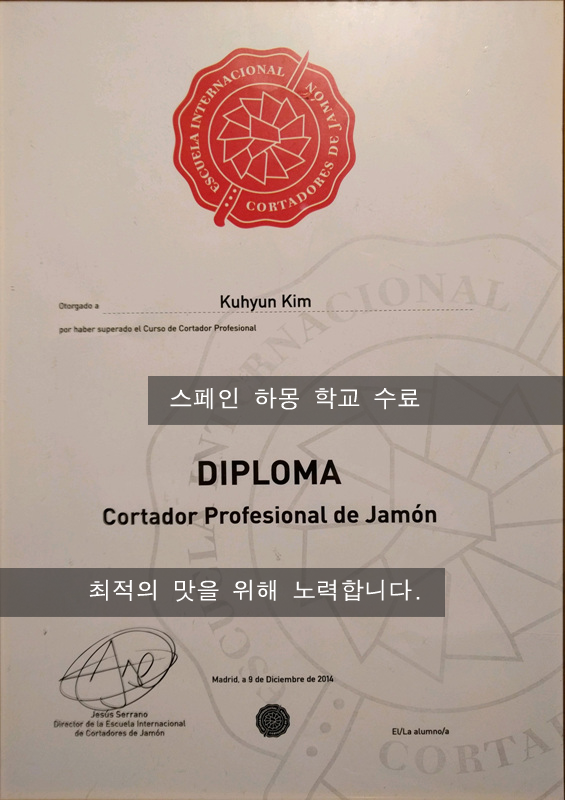 ESCUELA INTERNACIONAL
CORTADORES DE JAMÓN
Otorgado a Kuhyun Kim
por haber superado el Curso de Cortador Profesional
스페인 하몽 학교 수료
DIPLOMA
Cortador Profesional de Jamón
최적의 맛을 위해 노력합니다.
Madrid, a 9 de Diciembre de 2014
Jesús Serrano
Director de la Escuela Internacional
de Cortadores de Jamón
El/La alumno/a
ESCUELA INTERNACIONAL
CORTA